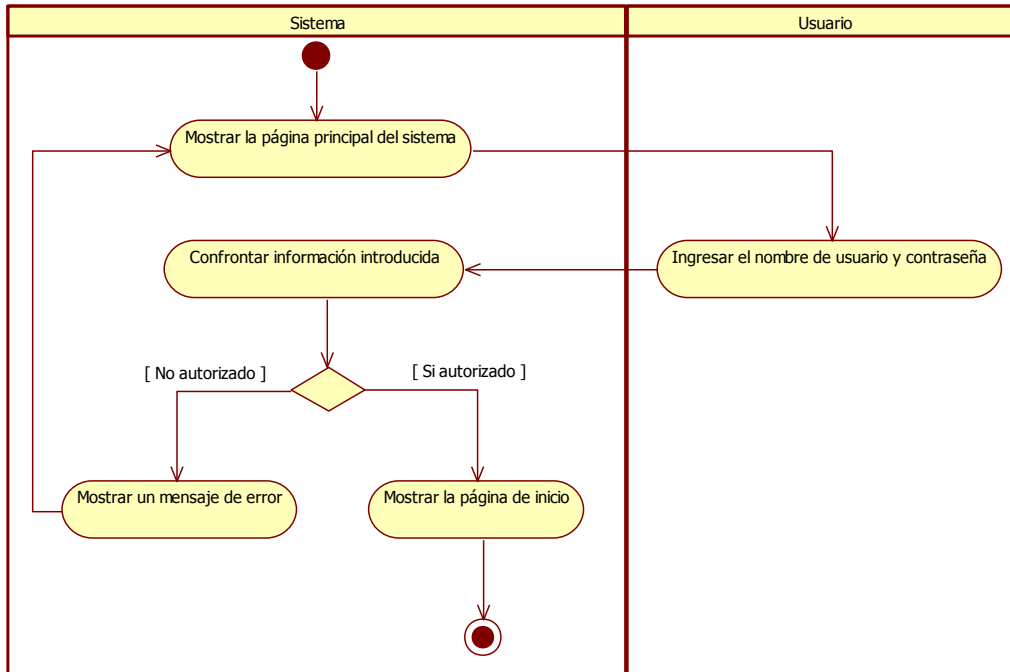 Sistema
Usuario
Mostrar la página principal del sistema
Confrontar información introducida
Ingresar el nombre de usuario y contraseña
[ No autorizado ]
[ Si autorizado ]
Mostrar un mensaje de error
Mostrar la página de inicio